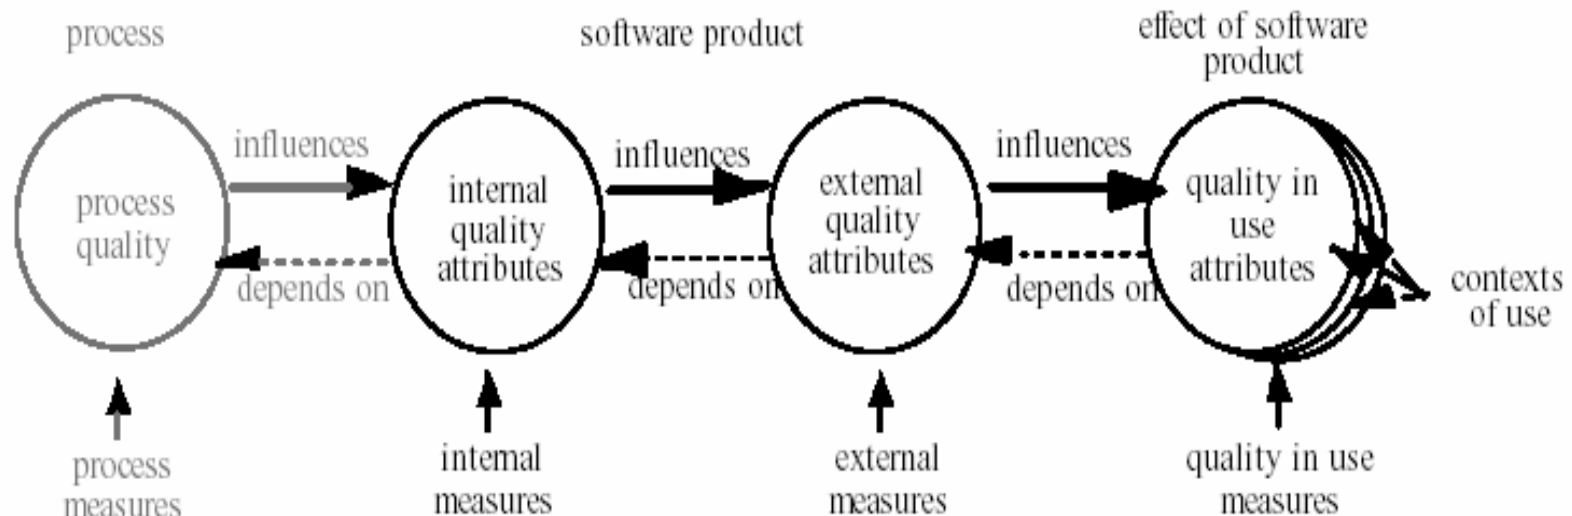 process
software product
effect of software
product
influences
influences
influences
process
quality
internal
quality
attributes
external
quality
attributes
quality in
use
attributes
depends on
depends on
depends on
contexts
of use
process
measures
internal
measures
external
measures
quality in use
measures